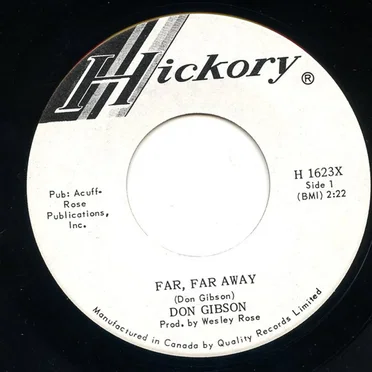 Hickory ®
H 1623X
Side 1
(BMI) 2:22
Pub: Acuff-
Rose
Publications,
Inc.
FAR, FAR AWAY
(Don Gibson)
DON GIBSON
Prod. by Wesley Rose
Manufactured in Canada by Quality Records Limited